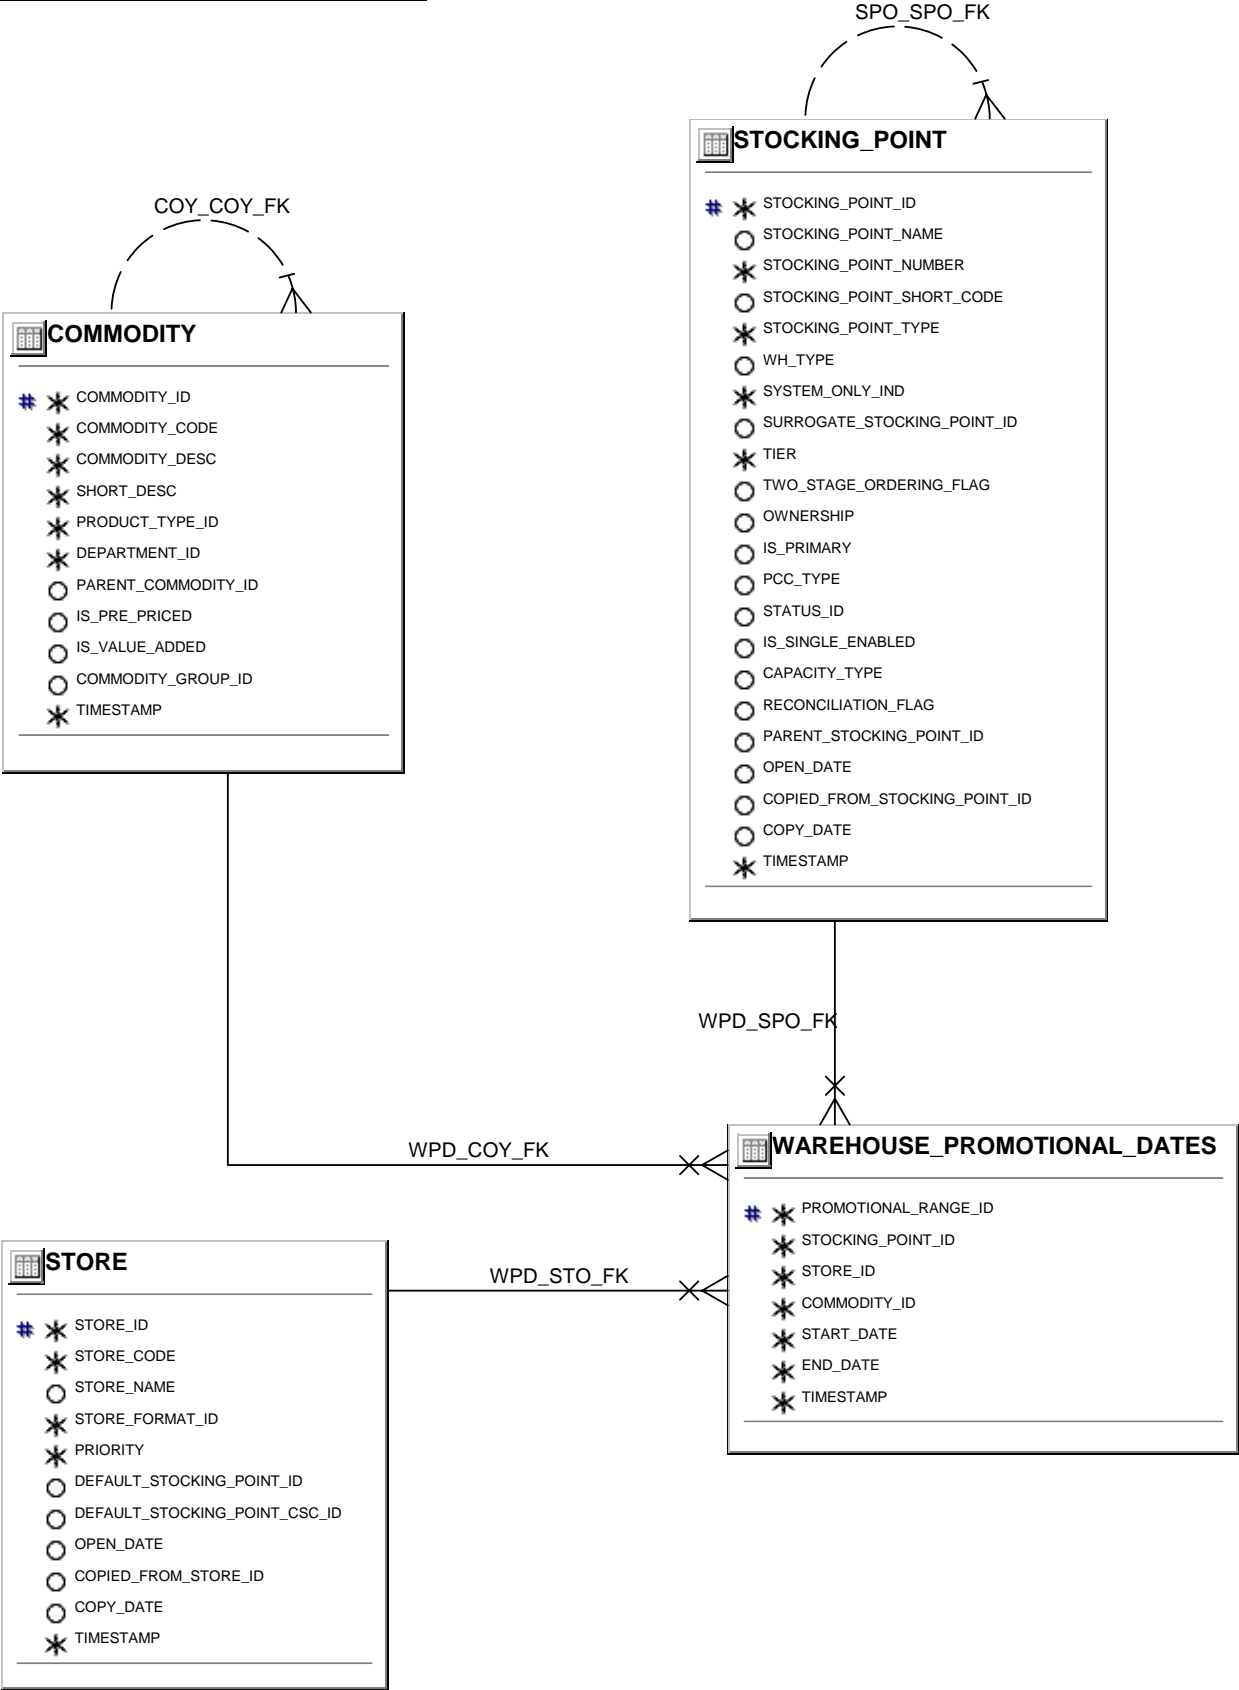 SPO_SPO_FK
STOCKING_POINT
# * STOCKING_POINT_ID
STOCKING_POINT_NAME
* STOCKING_POINT_NUMBER
STOCKING_POINT_SHORT_CODE
* STOCKING_POINT_TYPE
WH_TYPE
* SYSTEM_ONLY_IND
SURROGATE_STOCKING_POINT_ID
* TIER
TWO_STAGE_ORDERING_FLAG
OWNERSHIP
IS_PRIMARY
PCC_TYPE
STATUS_ID
IS_SINGLE_ENABLED
CAPACITY_TYPE
RECONCILIATION_FLAG
PARENT_STOCKING_POINT_ID
OPEN_DATE
COPIED_FROM_STOCKING_POINT_ID
COPY_DATE
* TIMESTAMP
COY_COY_FK
COMMODITY
# * COMMODITY_ID
* COMMODITY_CODE
* COMMODITY_DESC
* SHORT_DESC
* PRODUCT_TYPE_ID
* DEPARTMENT_ID
PARENT_COMMODITY_ID
IS_PRE_PRICED
IS_VALUE_ADDED
COMMODITY_GROUP_ID
* TIMESTAMP
WPD_SPO_FK
WPD_COY_FK
WAREHOUSE_PROMOTIONAL_DATES
# * PROMOTIONAL_RANGE_ID
* STOCKING_POINT_ID
* STORE_ID
* COMMODITY_ID
* START_DATE
* END_DATE
* TIMESTAMP
WPD_STO_FK
STORE
# * STORE_ID
* STORE_CODE
STORE_NAME
* STORE_FORMAT_ID
* PRIORITY
DEFAULT_STOCKING_POINT_ID
DEFAULT_STOCKING_POINT_CSC_ID
OPEN_DATE
COPIED_FROM_STORE_ID
COPY_DATE
* TIMESTAMP